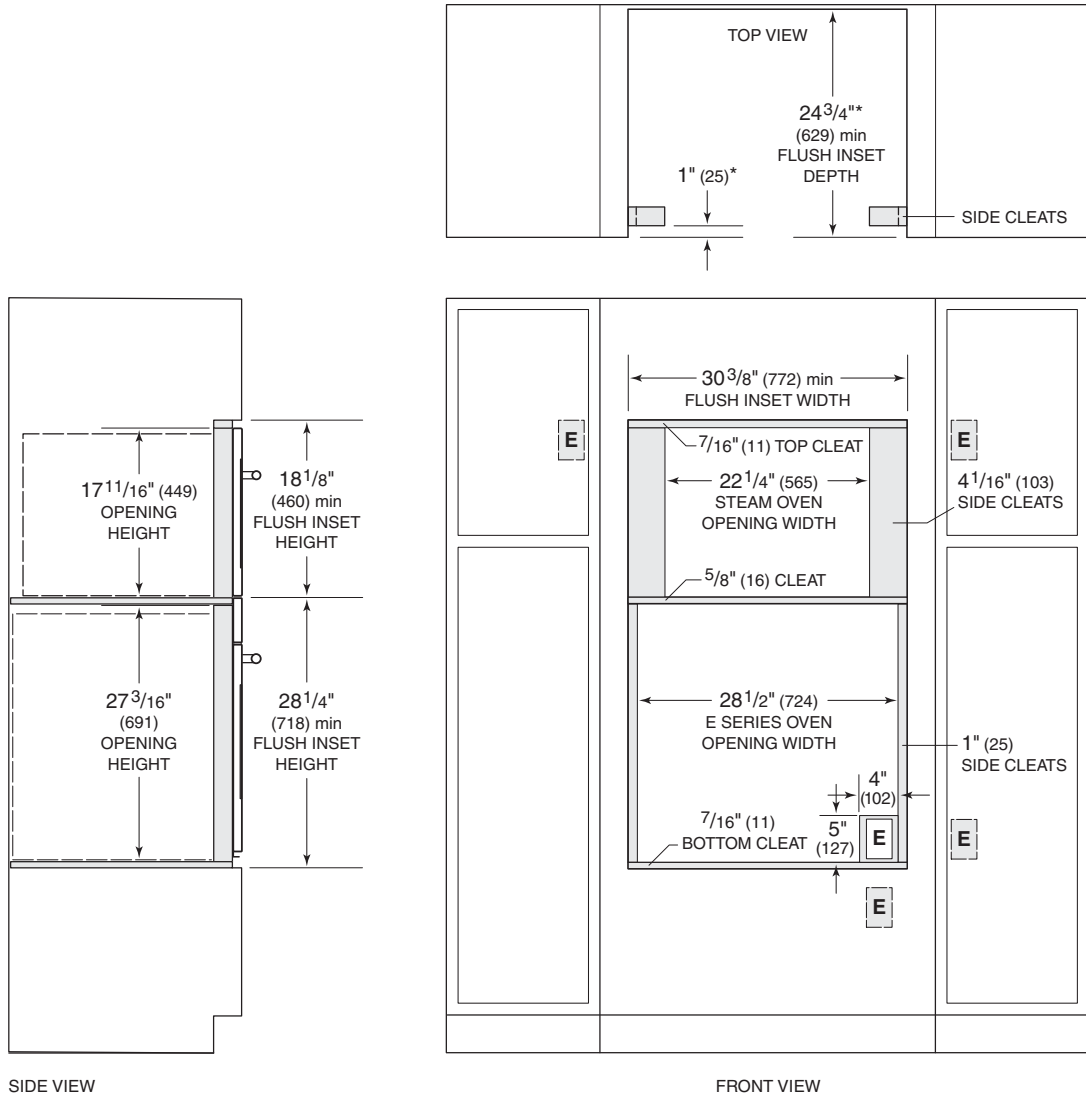 TOP VIEW
24 3/4"*
(629) min
FLUSH INSET
DEPTH
1" (25)*
SIDE CLEATS
30 3/8" (772) min
FLUSH INSET WIDTH
E
7/16" (11) TOP CLEAT
E
17 11/16" (449)
OPENING
HEIGHT
18 1/8"
(460) min
FLUSH INSET
HEIGHT
22 1/4" (565)
STEAM OVEN
OPENING WIDTH
4 1/16" (103)
SIDE CLEATS
5/8" (16) CLEAT
27 3/16"
(691)
OPENING
HEIGHT
28 1/4"
(718) min
FLUSH INSET
HEIGHT
28 1/2" (724)
E SERIES OVEN
OPENING WIDTH
1" (25)
SIDE CLEATS
4"
(102)
7/16" (11)
BOTTOM CLEAT
5"
(127)
E
E
E
SIDE VIEW
FRONT VIEW